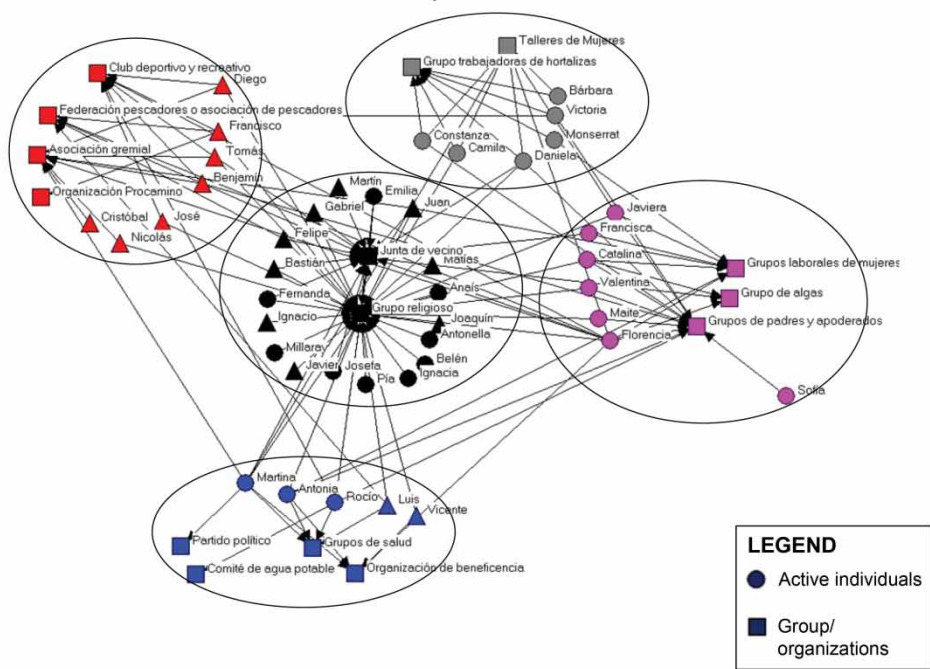 Talleres de Mujeres
Grupo trabajadoras de hortalizas
Bárbara
Victoria
Monserrat
Constanza
Camila
Daniela
Club deportivo y recreativo
Diego
Federación pescadores o asociación de pescadores
Francisco
Asociación gremial
Tomás
Benjamín
Organización Procamino
Cristóbal
José
Nicolás
Martín
Emilia
Gabriel
Juan
Felipe
Junta de vecino
Bastián
Matías
Fernanda
Anaís
Grupo religioso
Ignacio
Joaquín
Antonella
Millaray
Javier
Josefa
Belén
Pía
Ignacia
Javiera
Francisca
Catalina
Grupos laborales de mujeres
Valentina
Grupo de algas
Maite
Grupos de padres y apoderados
Florencia
Sofía
Martina
Antonia
Rocío
Luis
Vicente
Partido político
Grupos de salud
Comité de agua potable
Organización de beneficencia
LEGEND
Active individuals
Group/
organizations